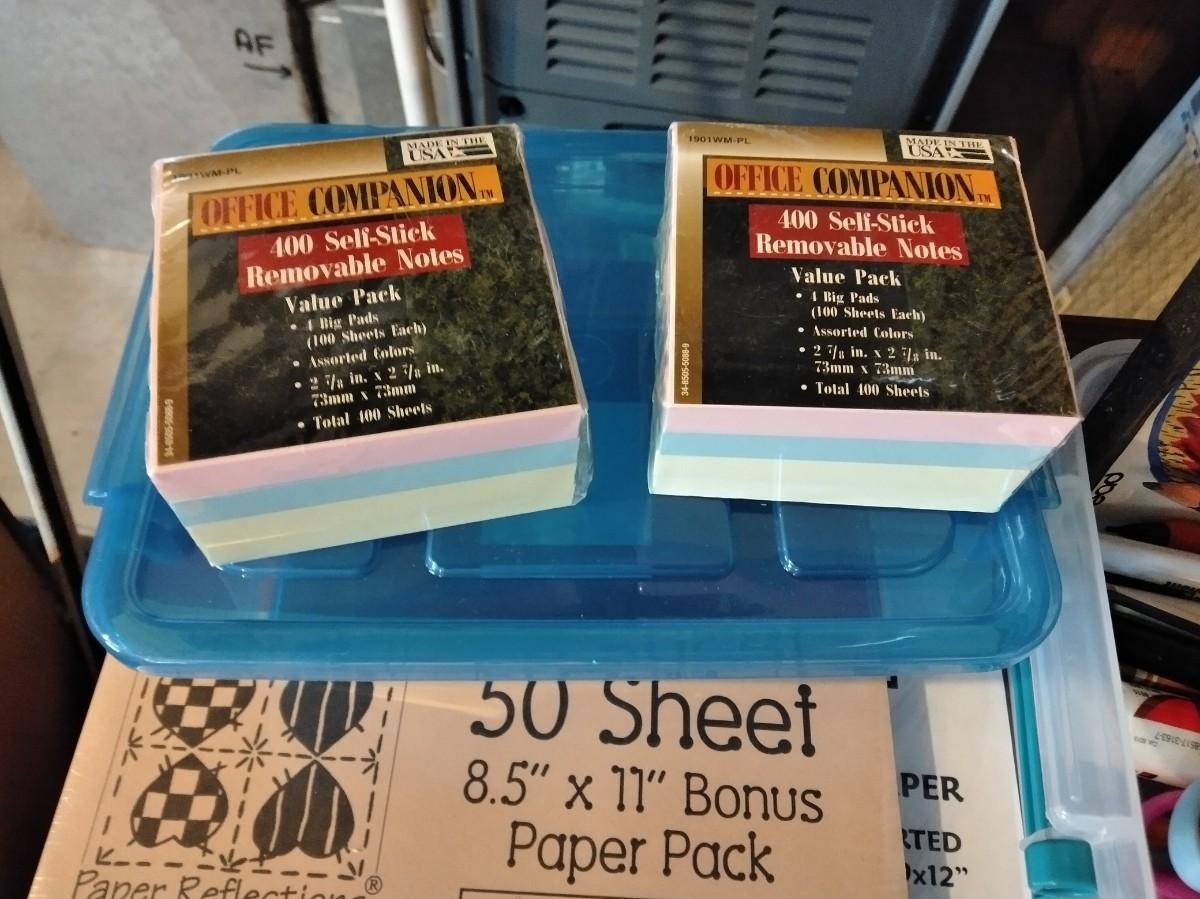 AF
1901WM-PL
MADE IN THE
USA
OFFICE COMPANION™
400 Self-Stick
Removable Notes
Value Pack
• 4 Big Pads
(100 Sheets Each)
• Assorted Colors
• 2 7/8 in. x 2 7/8 in.
73mm x 73mm
• Total 400 Sheets
34-8505-5088-9
1901WM-PL
MADE IN THE
USA
OFFICE COMPANION™
400 Self-Stick
Removable Notes
Value Pack
• 4 Big Pads
(100 Sheets Each)
• Assorted Colors
• 2 7/8 in. x 2 7/8 in.
73mm x 73mm
• Total 400 Sheets
34-8505-5088-9
50 Sheet
8.5" x 11" Bonus
Paper Pack
Paper Reflections®
PER
RTED
x12"